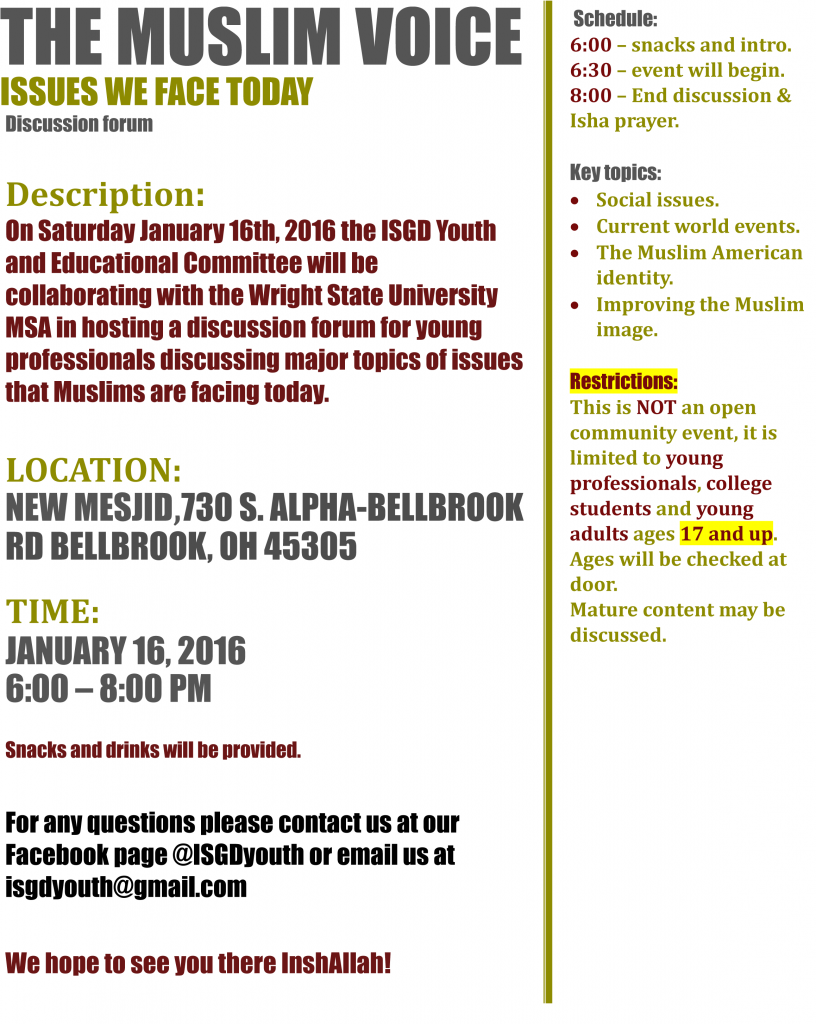 THE MUSLIM VOICE
ISSUES WE FACE TODAY
Discussion forum
Description:
On Saturday January 16th, 2016 the ISGD Youth
and Educational Committee will be
collaborating with the Wright State University
MSA in hosting a discussion forum for young
professionals discussing major topics of issues
that Muslims are facing today.
LOCATION:
NEW MESJID,730 S. ALPHA-BELLBROOK
RD BELLBROOK, OH 45305
TIME:
JANUARY 16, 2016
6:00 – 8:00 PM
Snacks and drinks will be provided.
For any questions please contact us at our
Facebook page @ISGDyouth or email us at
isgdyouth@gmail.com
We hope to see you there InshAllah!
Schedule:
6:00 – snacks and intro.
6:30 – event will begin.
8:00 – End discussion &
Isha prayer.
Key topics:
• Social issues.
• Current world events.
• The Muslim American
identity.
• Improving the Muslim
image.
Restrictions:
This is NOT an open
community event, it is
limited to young
professionals, college
students and young
adults ages 17 and up.
Ages will be checked at
door.
Mature content may be
discussed.